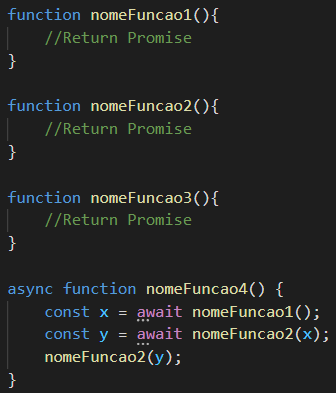 function nomeFuncao1(){
    //Return Promise
}

function nomeFuncao2(){
    //Return Promise
}

function nomeFuncao3(){
    //Return Promise
}

async function nomeFuncao4() {
    const x = await nomeFuncao1();
    const y = await nomeFuncao2(x);
    nomeFuncao2(y);
}